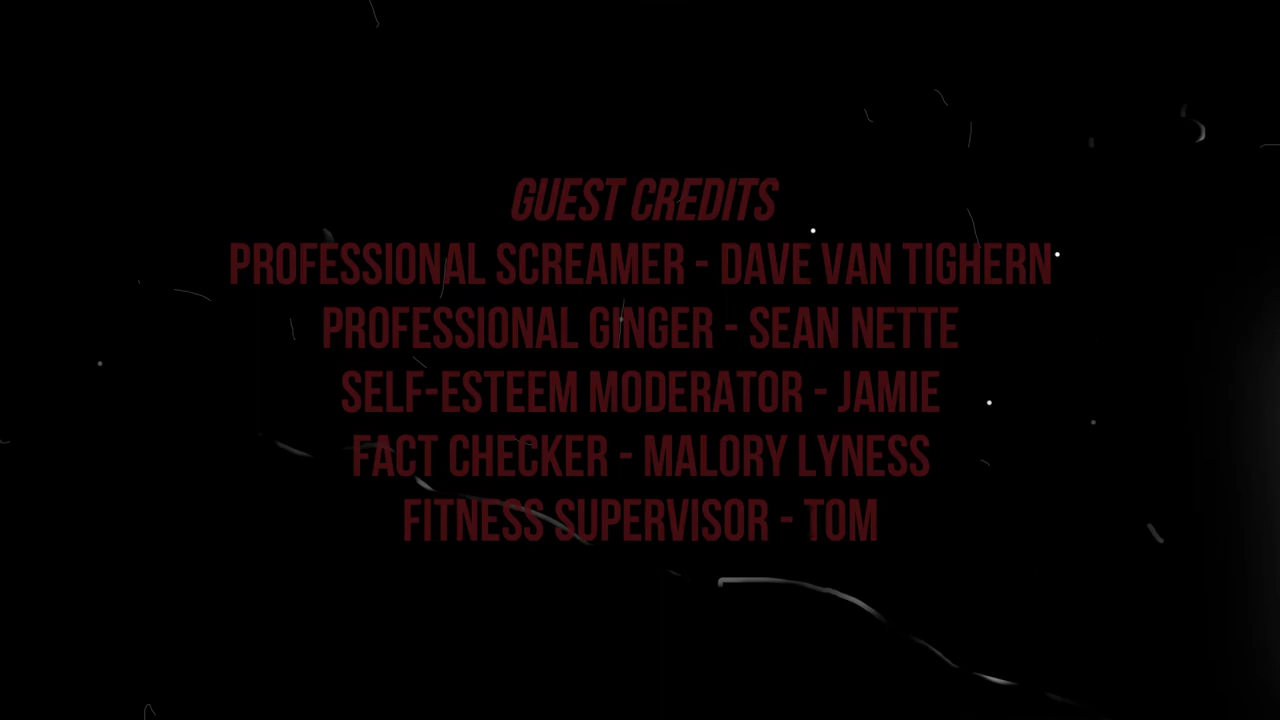 GUEST CREDITS
PROFESSIONAL SCREAMER - DAVE VAN TIGHERN
PROFESSIONAL GINGER - SEAN NETTE
SELF-ESTEEM MODERATOR - JAMIE
FACT CHECKER - MALORY LYNESS
FITNESS SUPERVISOR - TOM